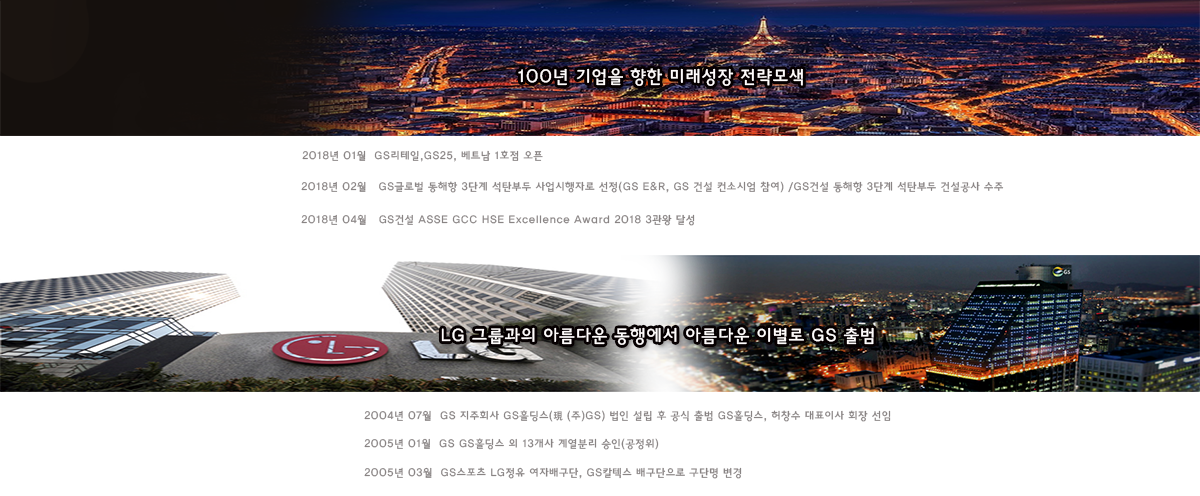 100년 기업을 향한 미래성장 전략모색
2018년 01월 GS리테일,GS25, 베트남 1호점 오픈
2018년 02월 GS글로벌 동해항 3단계 석탄부두 사업시행자로 선정(GS E&R, GS 건설 컨소시엄 참여) /GS건설 동해항 3단계 석탄부두 건설공사 수주
2018년 04월 GS건설 ASSE GCC HSE Excellence Award 2018 3관왕 달성
GS
LG
LG 그룹과의 아름다운 동행에서 아름다운 이별로 GS 출범
2004년 07월 GS 지주회사 GS홀딩스(現 (주)GS) 법인 설립 후 공식 출범 GS홀딩스, 허창수 대표이사 회장 선임
2005년 01월 GS GS홀딩스 외 13개사 계열분리 승인(공정위)
2005년 03월 GS스포츠 LG정유 여자배구단, GS칼텍스 배구단으로 구단명 변경